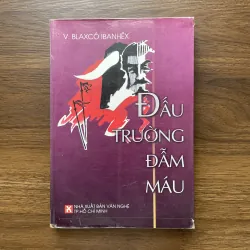 V. BLAXCÔ IBANHÊX
ĐẤU
TRƯỜNG
ĐẪM
MÁU
NHÀ XUẤT BẢN VĂN NGHỆ
TP. HỒ CHÍ MINH